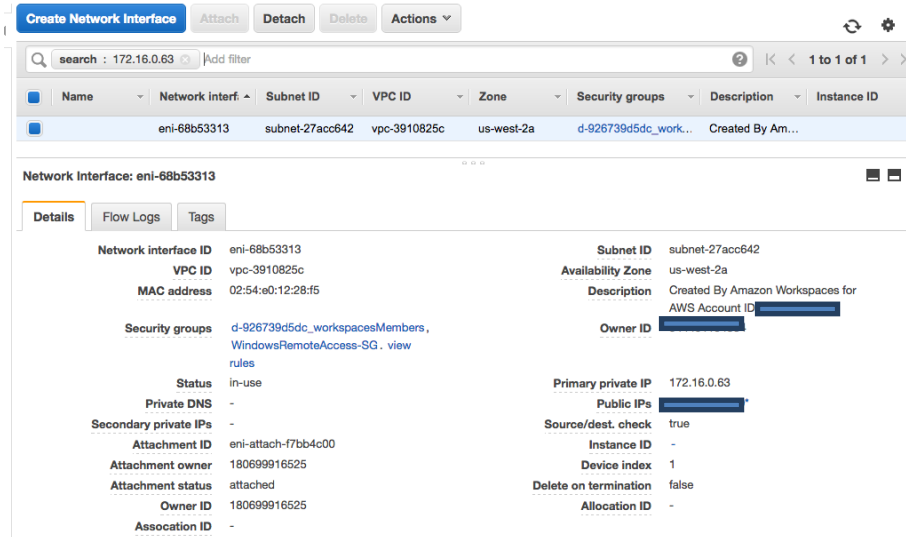 Create Network Interface Attach Detach Delete Actions
search : 172.16.0.63 Add filter 1 to 1 of 1
Name Network interf: Subnet ID VPC ID Zone Security groups Description Instance ID
eni-68b53313 subnet-27acc642 vpc-3910825c us-west-2a d-926739d5dc_work... Created By Am...
Network Interface: eni-68b53313
Details Flow Logs Tags
Network interface ID eni-68b53313 Subnet ID subnet-27acc642
VPC ID vpc-3910825c Availability Zone us-west-2a
MAC address 02:54:e0:12:28:f5 Description Created By Amazon Workspaces for
AWS Account ID
Security groups d-926739d5dc_workspacesMembers, Owner ID
WindowsRemoteAccess-SG. view
rules
Status in-use Primary private IP 172.16.0.63
Private DNS - Public IPs
Secondary private IPs - Source/dest. check true
Attachment ID eni-attach-f7bb4c00 Instance ID -
Attachment owner 180699916525 Device index 1
Attachment status attached Delete on termination false
Owner ID 180699916525 Allocation ID -
Assocation ID -